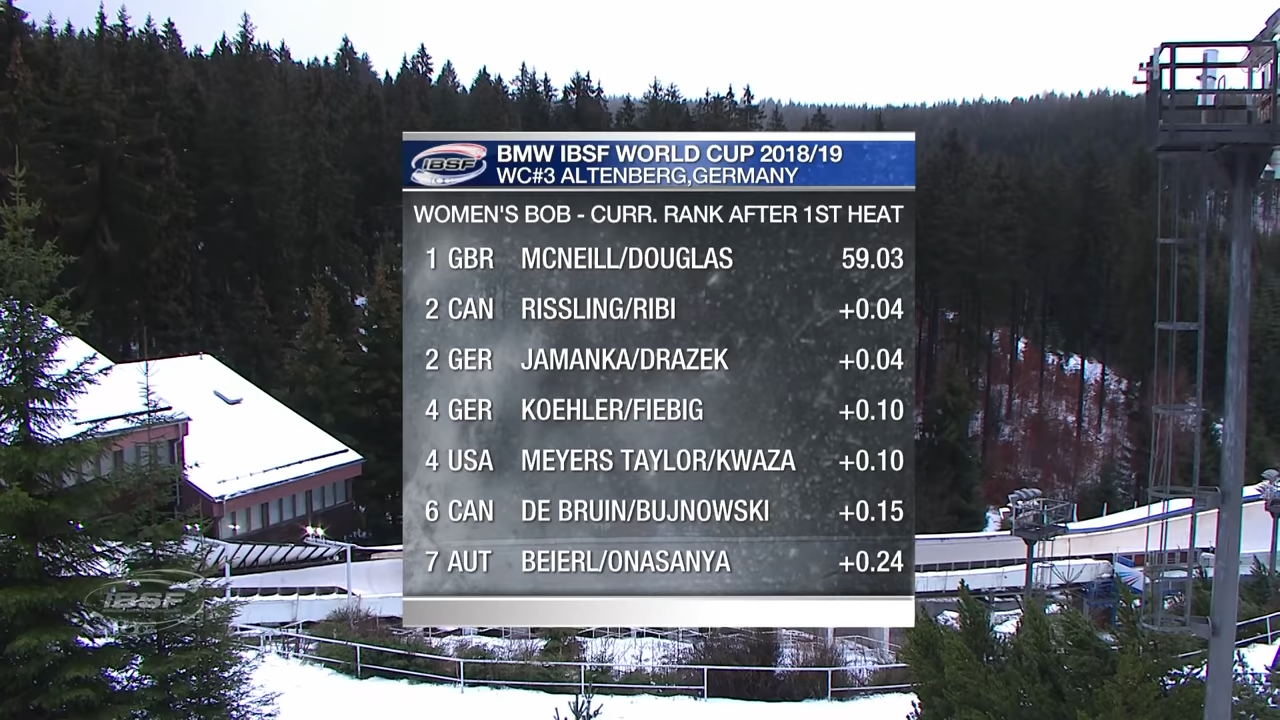 IBSF
BMW IBSF WORLD CUP 2018/19
WC#3 ALTENBERG,GERMANY
WOMEN'S BOB - CURR. RANK AFTER 1ST HEAT
1 GBR MCNEILL/DOUGLAS 59.03
2 CAN RISSLING/RIBI +0.04
2 GER JAMANKA/DRAZEK +0.04
4 GER KOEHLER/FIEBIG +0.10
4 USA MEYERS TAYLOR/KWAZA +0.10
6 CAN DE BRUIN/BUJNOWSKI +0.15
7 AUT BEIERL/ONASANYA +0.24
IBSF